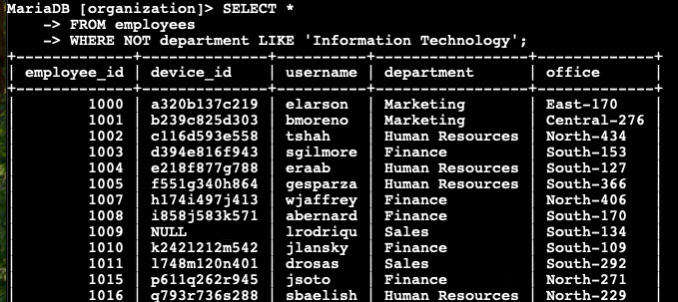 MariaDB [organization]> SELECT *
-> FROM employees
-> WHERE NOT department LIKE 'Information Technology';
+-------------+--------------+----------+-----------------+-------------+
| employee_id | device_id | username | department | office |
+-------------+--------------+----------+-----------------+-------------+
| 1000 | a320b137c219 | elarson | Marketing | East-170 |
| 1001 | b239c825d303 | bmoreno | Marketing | Central-276 |
| 1002 | c116d593e558 | tshah | Human Resources | North-434 |
| 1003 | d394e816f943 | sgilmore | Finance | South-153 |
| 1004 | e218f877g788 | eraab | Human Resources | South-127 |
| 1005 | f551g340h864 | gesparza | Human Resources | South-366 |
| 1007 | h174i497j413 | wjaffrey | Finance | North-406 |
| 1008 | i858j583k571 | abernard | Finance | South-170 |
| 1009 | NULL | lrodriqu | Sales | South-134 |
| 1010 | k242l212m542 | jlansky | Finance | South-109 |
| 1011 | l748m120n401 | drosas | Sales | South-292 |
| 1015 | p611q262r945 | jsoto | Finance | North-271 |
| 1016 | q793r736s288 | sbaelish | Human Resources | North-229 |